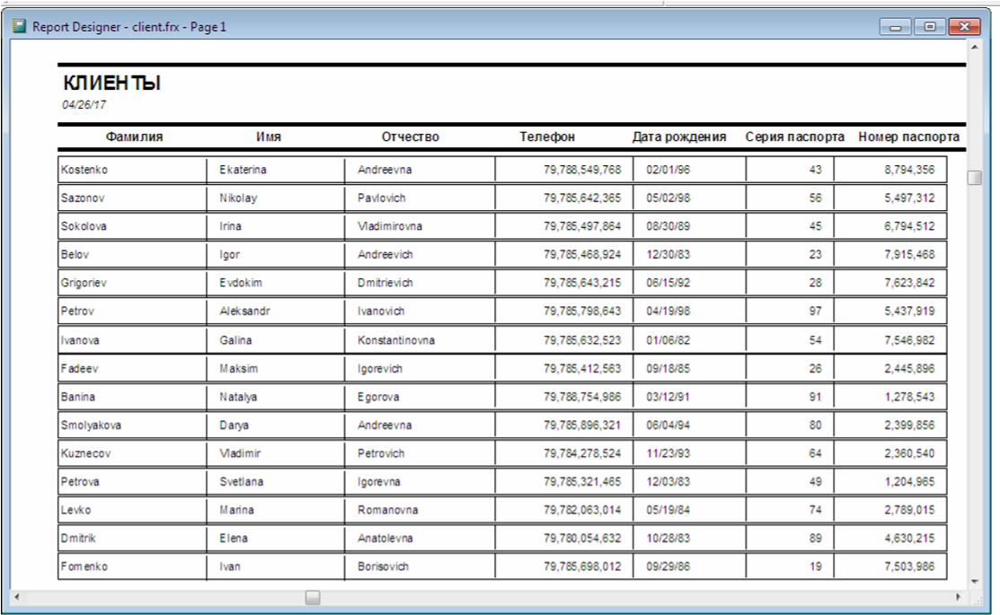 Report Designer - client.frx - Page 1
КЛИЕНТЫ
04/26/17
Фамилия Имя Отчество Телефон Дата рождения Серия паспорта Номер паспорта
Kostenko Ekaterina Andreevna 79,788,549,768 02/01/96 43 8,794,356
Sazonov Nikolay Pavlovich 79,785,642,365 05/02/98 56 5,497,312
Sokolova Irina Vladimirovna 79,785,497,864 08/30/89 45 6,794,512
Belov Igor Andreevich 79,785,468,924 12/30/83 23 7,915,468
Grigoriev Evdokim Dmitrievich 79,785,643,215 06/15/92 28 7,623,842
Petrov Aleksandr Ivanovich 79,785,798,643 04/19/98 97 5,437,919
Ivanova Galina Konstantinovna 79,785,632,523 01/06/82 54 7,546,982
Fadeev Maksim Igorevich 79,785,412,563 09/18/85 26 2,445,896
Banina Natalya Egorova 79,788,754,986 03/12/91 91 1,278,543
Smolyakova Darya Andreevna 79,785,896,321 06/04/94 80 2,399,856
Kuznecov Vladimir Petrovich 79,784,278,524 11/23/93 64 2,360,540
Petrova Svetlana Igorevna 79,785,321,465 12/03/83 49 1,204,965
Levko Marina Romanovna 79,782,063,014 05/19/84 74 2,789,015
Dmitrik Elena Anatolevna 79,780,054,632 10/28/83 89 4,630,215
Fomenko Ivan Borisovich 79,785,698,012 09/29/86 19 7,503,986